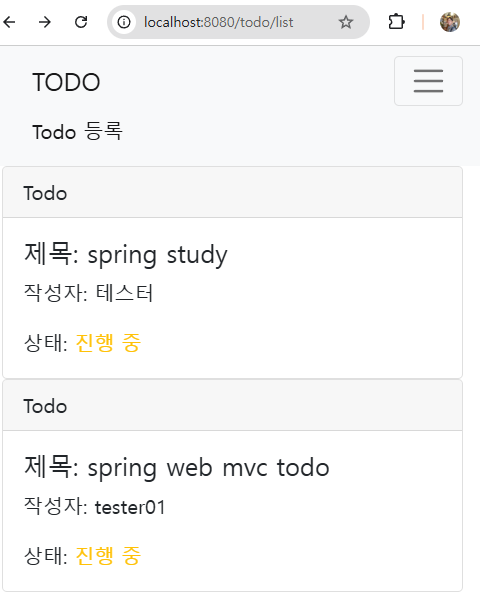 localhost:8080/todo/list
TODO
Todo 등록
Todo
제목: spring study
작성자: 테스터
상태: 진행 중
Todo
제목: spring web mvc todo
작성자: tester01
상태: 진행 중